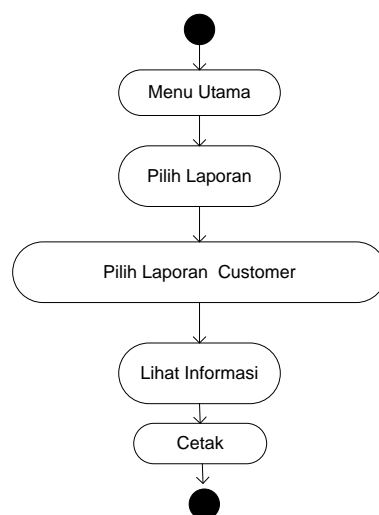 Menu Utama
Pilih Laporan
Pilih Laporan  Customer
Lihat Informasi
Cetak